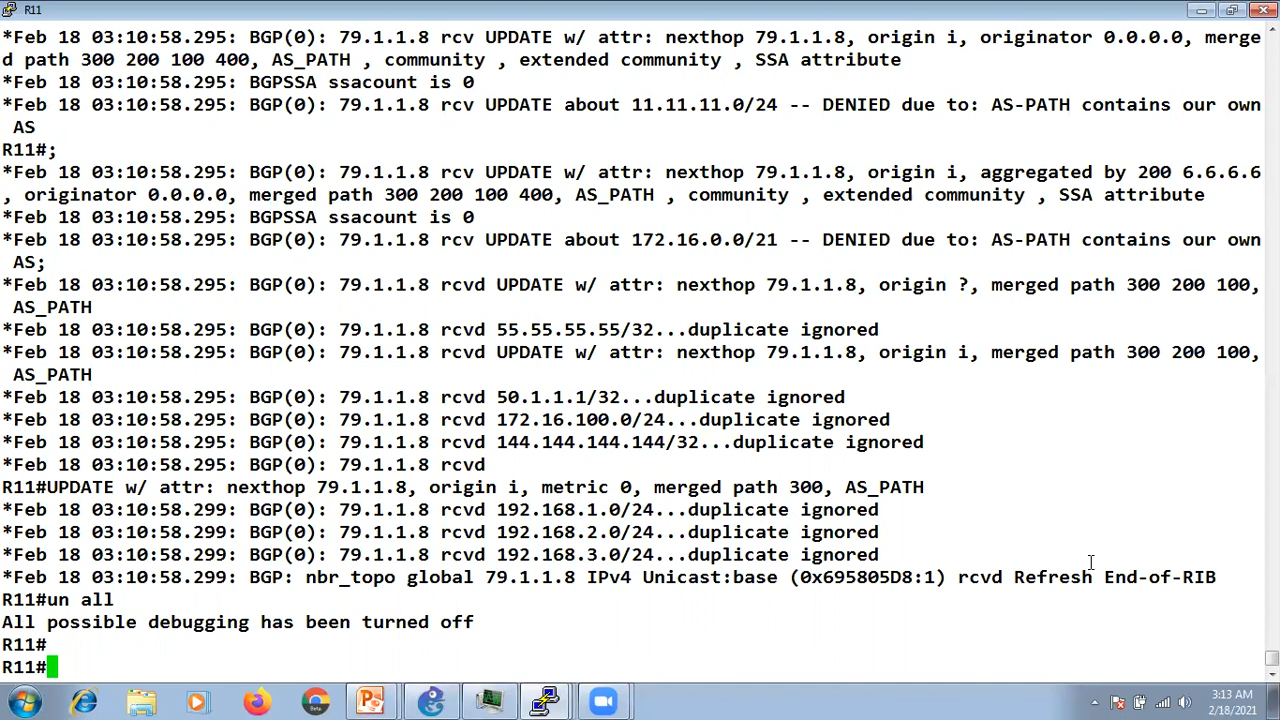 R11
*Feb 18 03:10:58.295: BGP(0): 79.1.1.8 rcv UPDATE w/ attr: nexthop 79.1.1.8, origin i, originator 0.0.0.0, merge
d path 300 200 100 400, AS_PATH , community , extended community , SSA attribute
*Feb 18 03:10:58.295: BGPSSA ssacount is 0
*Feb 18 03:10:58.295: BGP(0): 79.1.1.8 rcv UPDATE about 11.11.11.0/24 -- DENIED due to: AS-PATH contains our own
 AS
R11#;
*Feb 18 03:10:58.295: BGP(0): 79.1.1.8 rcv UPDATE w/ attr: nexthop 79.1.1.8, origin i, aggregated by 200 6.6.6.6
, originator 0.0.0.0, merged path 300 200 100 400, AS_PATH , community , extended community , SSA attribute
*Feb 18 03:10:58.295: BGPSSA ssacount is 0
*Feb 18 03:10:58.295: BGP(0): 79.1.1.8 rcv UPDATE about 172.16.0.0/21 -- DENIED due to: AS-PATH contains our own
 AS;
*Feb 18 03:10:58.295: BGP(0): 79.1.1.8 rcvd UPDATE w/ attr: nexthop 79.1.1.8, origin ?, merged path 300 200 100,
 AS_PATH
*Feb 18 03:10:58.295: BGP(0): 79.1.1.8 rcvd 55.55.55.55/32...duplicate ignored
*Feb 18 03:10:58.295: BGP(0): 79.1.1.8 rcvd UPDATE w/ attr: nexthop 79.1.1.8, origin i, merged path 300 200 100,
 AS_PATH
*Feb 18 03:10:58.295: BGP(0): 79.1.1.8 rcvd 50.1.1.1/32...duplicate ignored
*Feb 18 03:10:58.295: BGP(0): 79.1.1.8 rcvd 172.16.100.0/24...duplicate ignored
*Feb 18 03:10:58.295: BGP(0): 79.1.1.8 rcvd 144.144.144.144/32...duplicate ignored
*Feb 18 03:10:58.295: BGP(0): 79.1.1.8 rcvd
R11#UPDATE w/ attr: nexthop 79.1.1.8, origin i, metric 0, merged path 300, AS_PATH
*Feb 18 03:10:58.299: BGP(0): 79.1.1.8 rcvd 192.168.1.0/24...duplicate ignored
*Feb 18 03:10:58.299: BGP(0): 79.1.1.8 rcvd 192.168.2.0/24...duplicate ignored
*Feb 18 03:10:58.299: BGP(0): 79.1.1.8 rcvd 192.168.3.0/24...duplicate ignored
*Feb 18 03:10:58.299: BGP: nbr_topo global 79.1.1.8 IPv4 Unicast:base (0x695805D8:1) rcvd Refresh End-of-RIB
R11#un all
All possible debugging has been turned off
R11#
R11#
Beta
3:13 AM
2/18/2021